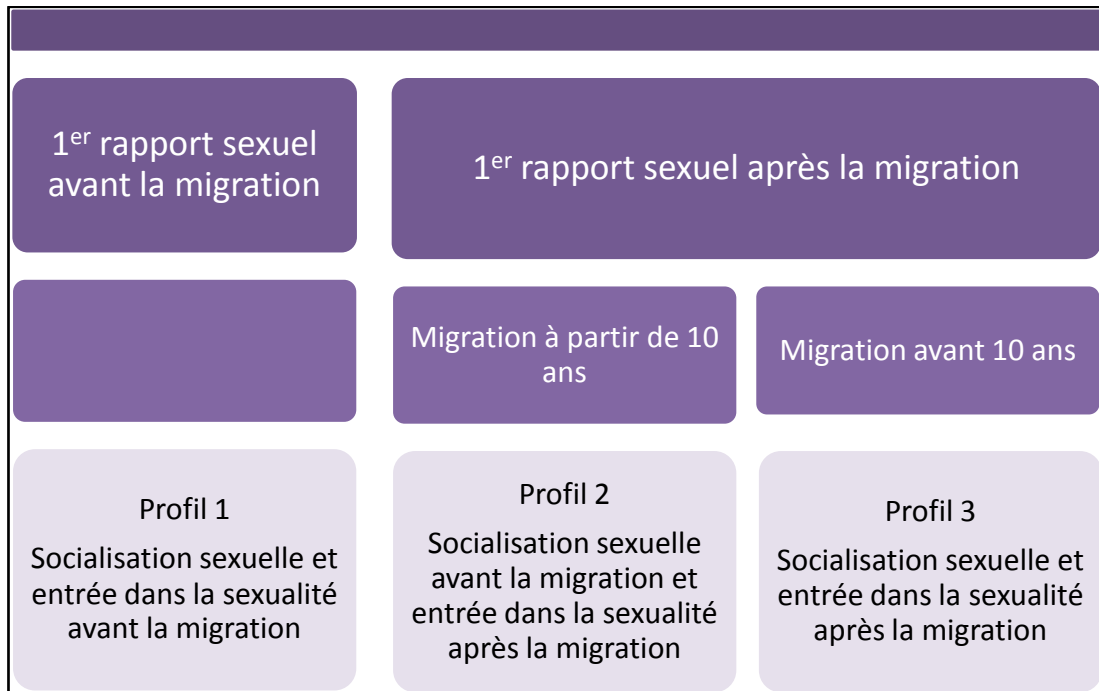 1er rapport sexuel
avant la migration
1er rapport sexuel après la migration
Migration à partir de 10
ans
Migration avant 10 ans
Profil 1
Socialisation sexuelle et
entrée dans la sexualité
avant la migration
Profil 2
Socialisation sexuelle
avant la migration et
entrée dans la sexualité
après la migration
Profil 3
Socialisation sexuelle et
entrée dans la sexualité
après la migration